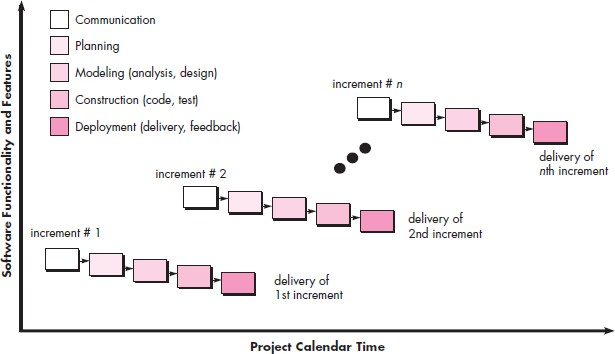 Communication
Planning
Modeling (analysis, design)
Construction (code, test)
Deployment (delivery, feedback)
increment # n
delivery of
nth increment
increment # 2
delivery of
2nd increment
increment # 1
delivery of
1st increment
Software Functionality and Features
Project Calendar Time